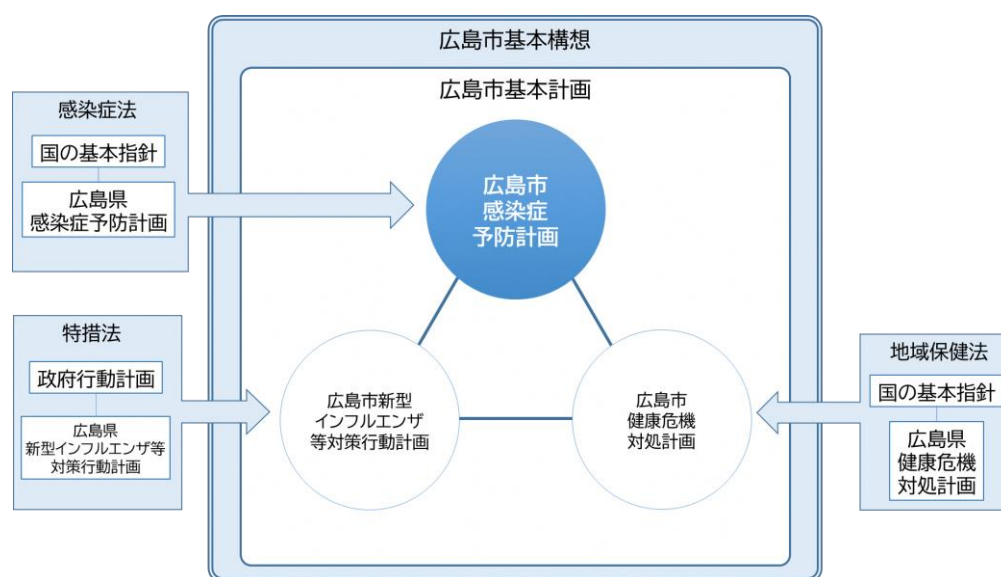 広島市基本構想
広島市基本計画
感染症法
国の基本指針
広島県
感染症予防計画
広島市
感染症
予防計画
特措法
政府行動計画
広島県
新型インフルエンザ等
対策行動計画
広島市新型
インフルエンザ
等対策行動計画
広島市
健康危機
対処計画
地域保健法
国の基本指針
広島県
健康危機
対処計画